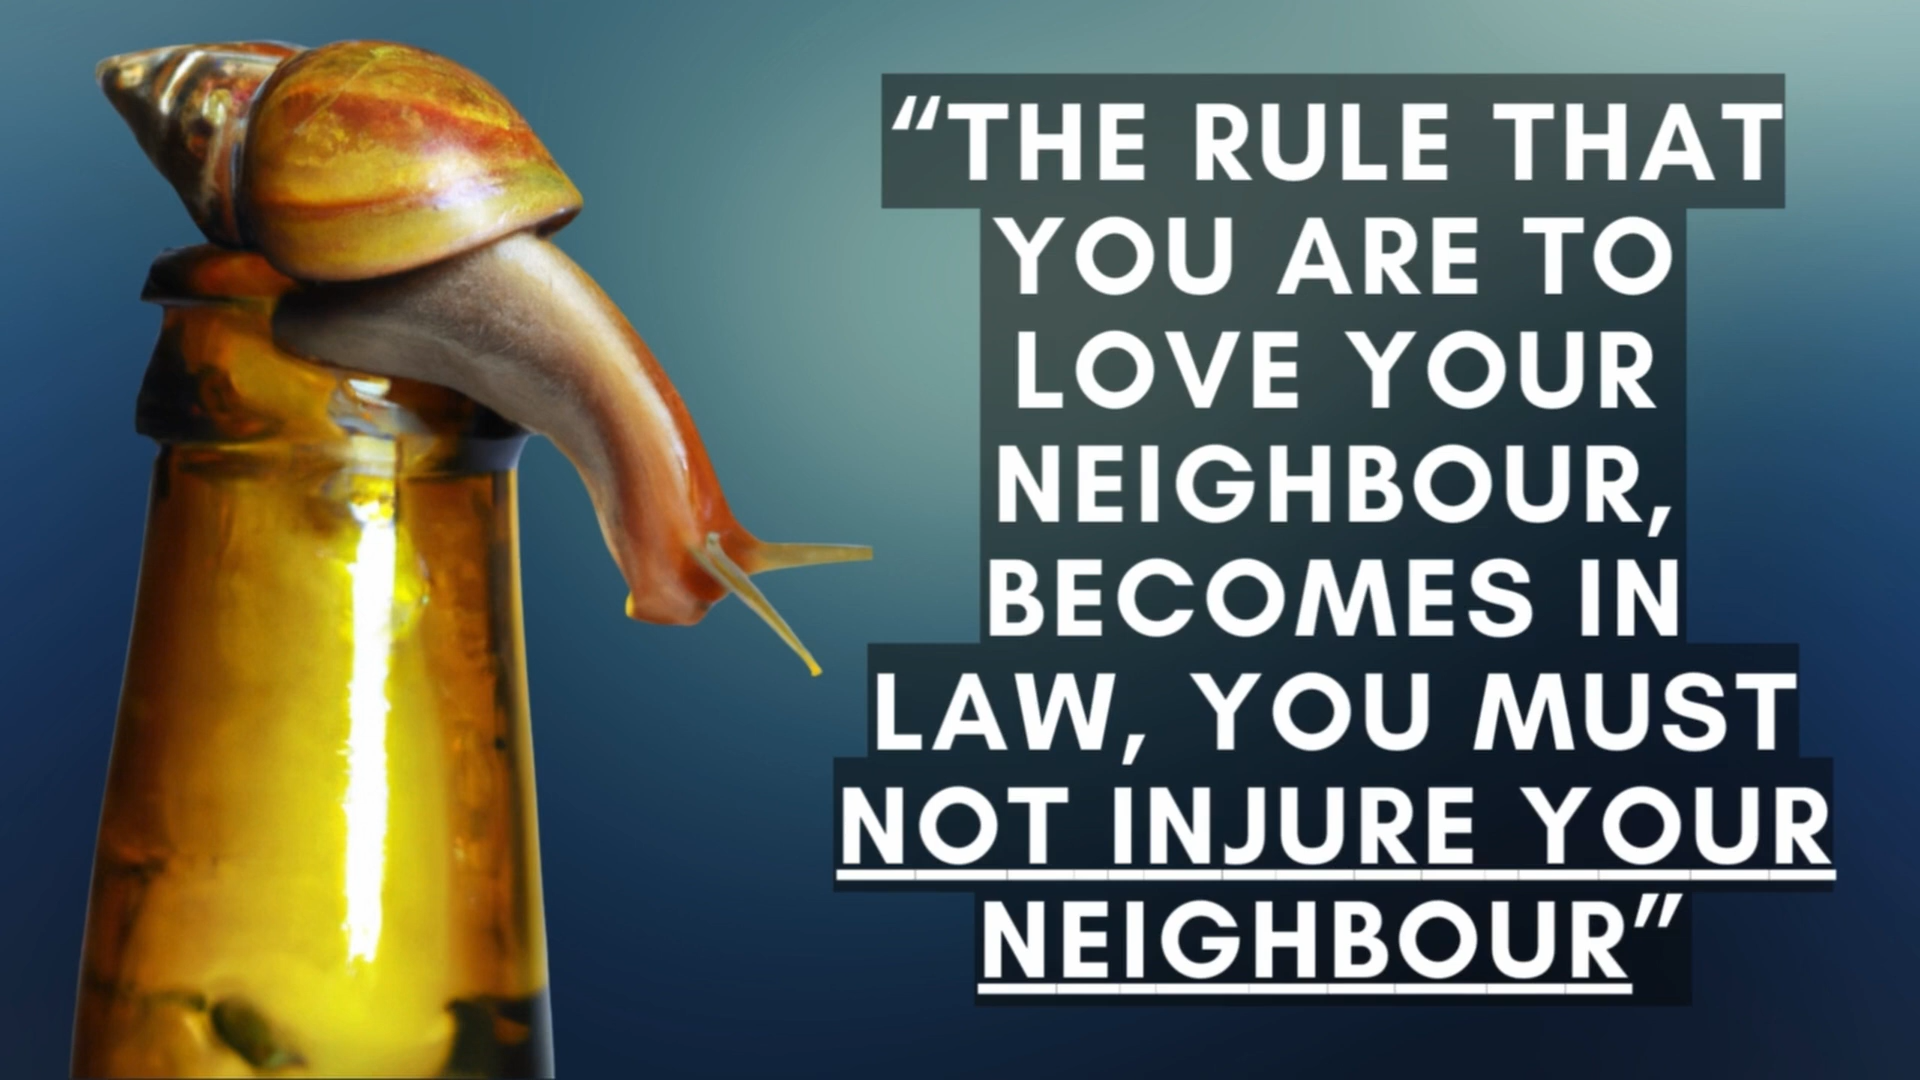 “THE RULE THAT
YOU ARE TO
LOVE YOUR
NEIGHBOUR,
BECOMES IN
LAW, YOU MUST
NOT INJURE YOUR
NEIGHBOUR”